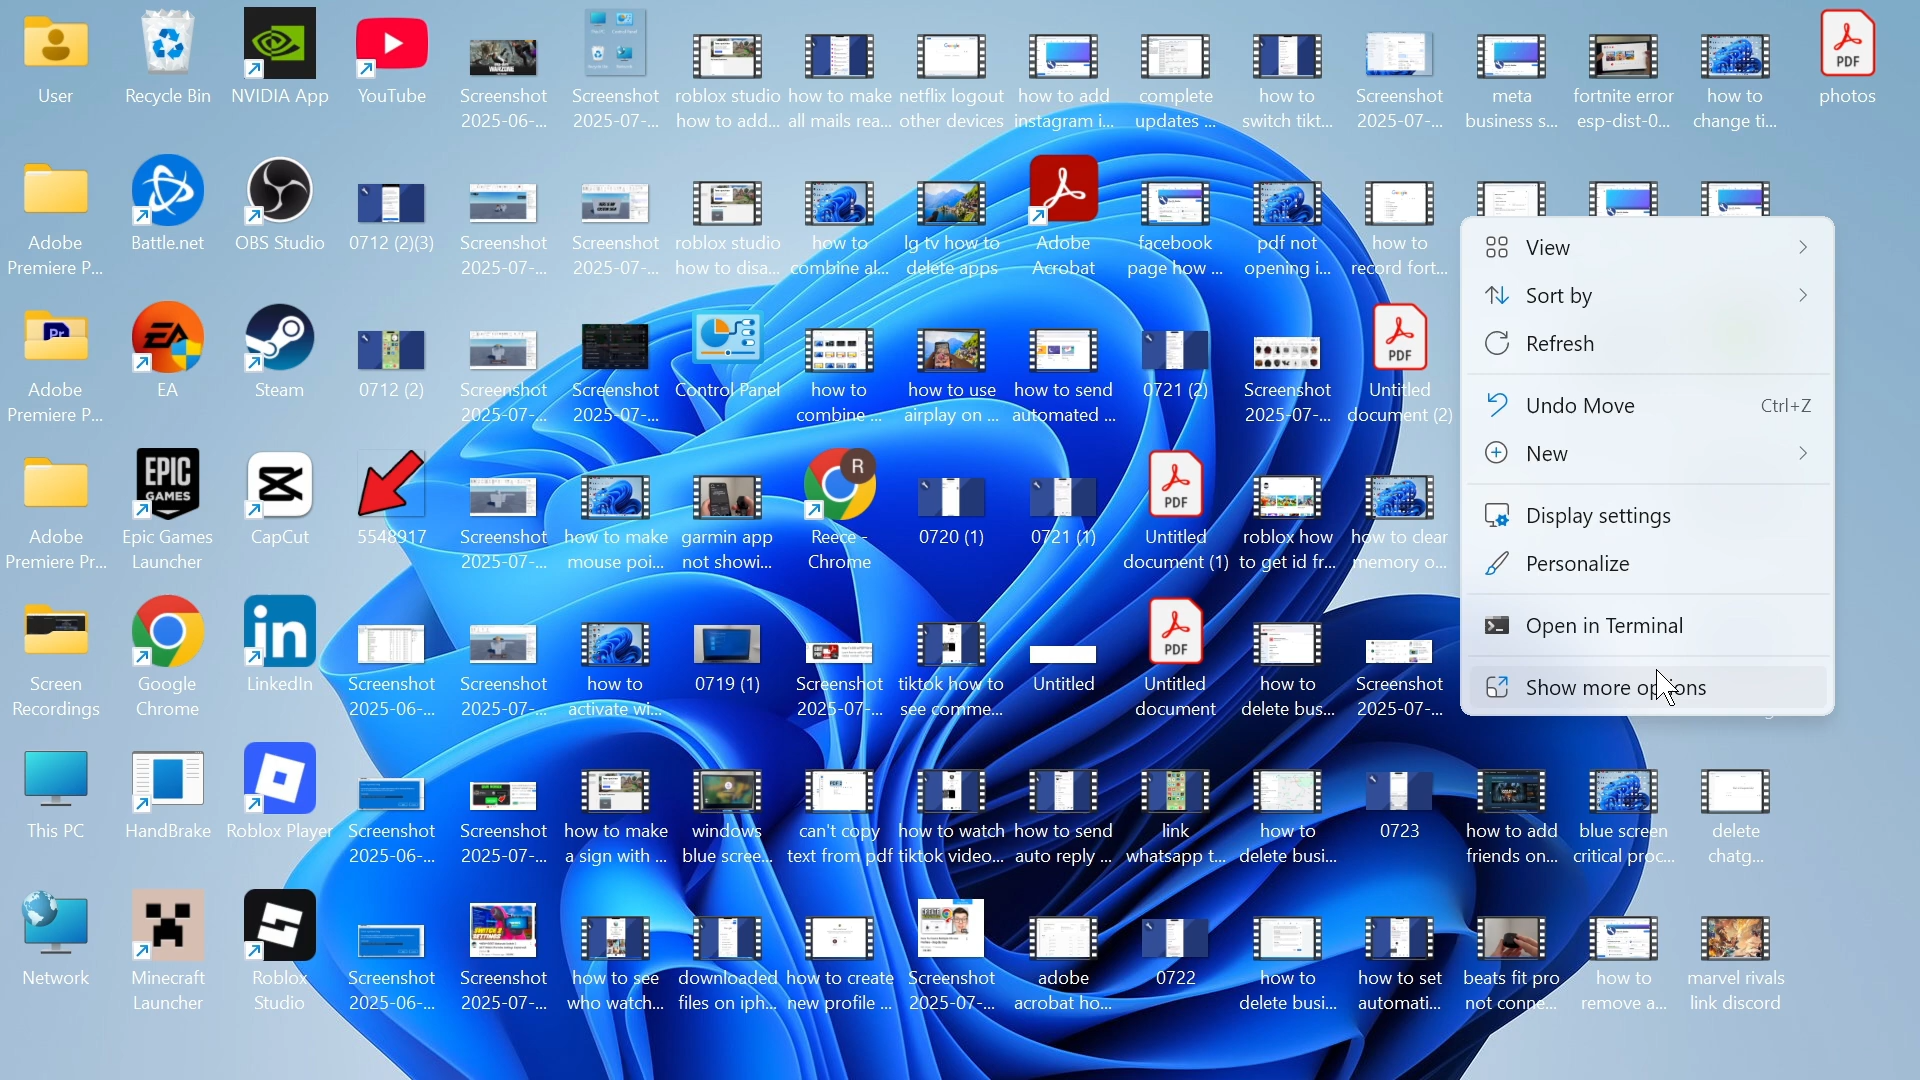 User
Recycle Bin
NVIDIA App
YouTube
Screenshot
2025-06-...
Screenshot
2025-07-...
roblox studio
how to add...
how to make
all mails rea...
netflix logout
other devices
how to add
instagram i...
complete
updates ...
how to
switch tikt...
Screenshot
2025-07-...
meta
business s...
fortnite error
esp-dist-0...
how to
change ti...
PDF
photos
Adobe
Premiere P...
Battle.net
OBS Studio
0712 (2)(3)
Screenshot
2025-07-...
Screenshot
2025-07-...
roblox studio
how to disa...
how to
combine al...
lg tv how to
delete apps
Adobe
Acrobat
facebook
page how ...
pdf not
opening i...
how to
record fort...
View
Sort by
Refresh
Undo Move Ctrl+Z
New
Display settings
Personalize
Open in Terminal
Show more options
Pr
Adobe
Premiere P...
EA
EA
Steam
0712 (2)
Screenshot
2025-07-...
Screenshot
2025-07-...
Control Panel
how to
combine ...
how to use
airplay on ...
how to send
automated ...
0721 (2)
Screenshot
2025-07-...
PDF
Untitled
document (2)
Adobe
Premiere Pr...
EPIC
GAMES
Epic Games
Launcher
CapCut
5548917
Screenshot
2025-07-...
how to make
mouse poi...
garmin app
not showi...
R
Reece -
Chrome
0720 (1)
0721 (1)
PDF
Untitled
document (1)
roblox how
to get id fr...
how to clear
memory o...
Screen
Recordings
Google
Chrome
in
LinkedIn
Screenshot
2025-06-...
Screenshot
2025-07-...
how to
activate wi...
0719 (1)
Screenshot
2025-07-...
tiktok how to
see comme...
Untitled
PDF
Untitled
document
how to
delete bus...
Screenshot
2025-07-...
This PC
HandBrake
Roblox Player
Screenshot
2025-06-...
Screenshot
2025-07-...
how to make
a sign with ...
windows
blue scree...
can't copy
text from pdf
how to watch
tiktok video...
how to send
auto reply ...
link
whatsapp t...
how to
delete busi...
0723
how to add
friends on...
blue screen
critical proc...
delete
chatg...
Network
Minecraft
Launcher
Roblox
Studio
Screenshot
2025-06-...
Screenshot
2025-07-...
how to see
who watch...
downloaded
files on iph...
how to create
new profile ...
Screenshot
2025-07-...
adobe
acrobat ho...
0722
how to
delete busi...
how to set
automati...
beats fit pro
not conne...
how to
remove a...
marvel rivals
link discord